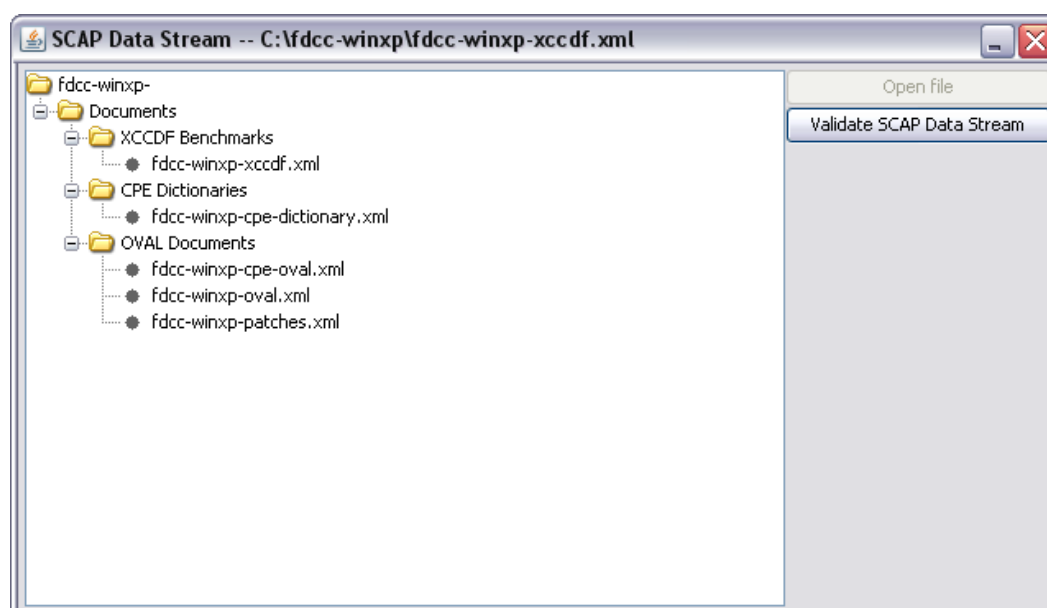 SCAP Data Stream -- C:\fdcc-winxp\fdcc-winxp-xccdf.xml
fdcc-winxp-
Open file
Documents
Validate SCAP Data Stream
XCCDF Benchmarks
fdcc-winxp-xccdf.xml
CPE Dictionaries
fdcc-winxp-cpe-dictionary.xml
OVAL Documents
fdcc-winxp-cpe-oval.xml
fdcc-winxp-oval.xml
fdcc-winxp-patches.xml